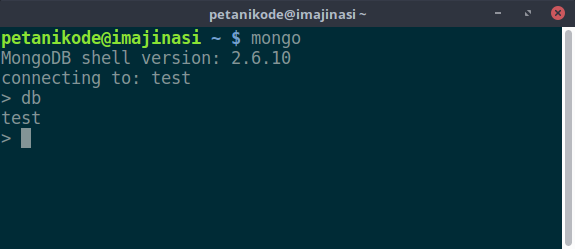 petanikode@imajinasi ~
petanikode@imajinasi ~ $ mongo
MongoDB shell version: 2.6.10
connecting to: test
> db
test
>